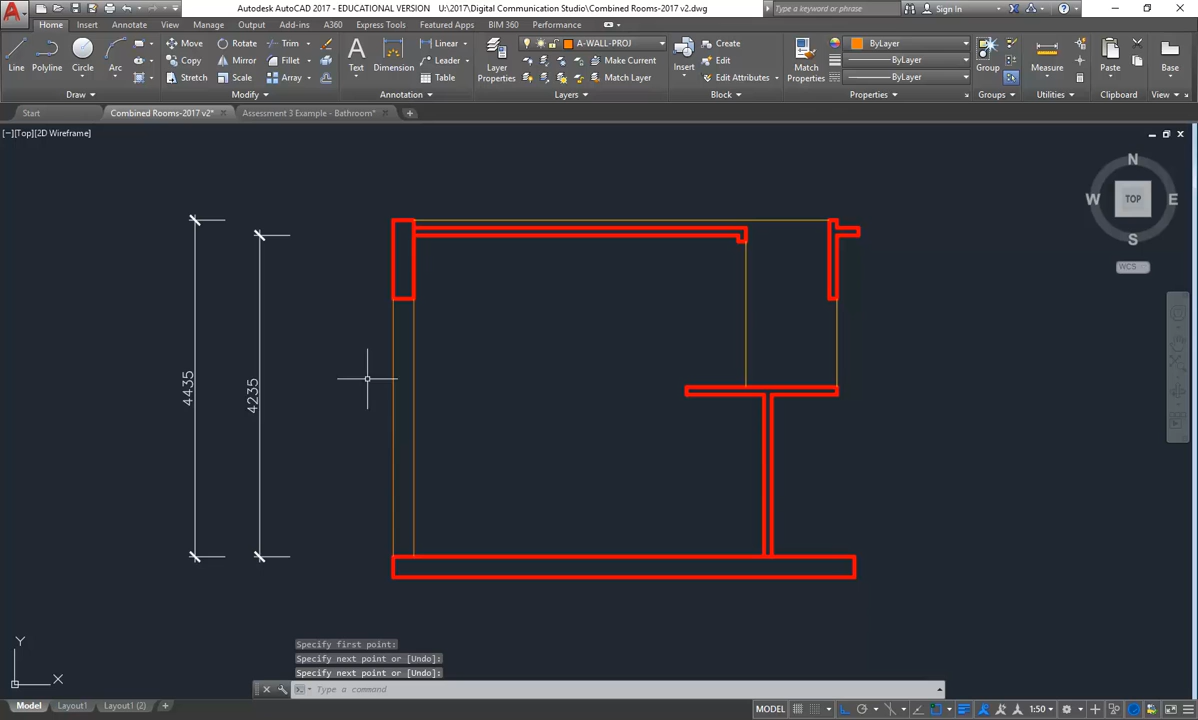 Autodesk AutoCAD 2017 - EDUCATIONAL VERSION U:\2017\Digital Communication Studio\Combined Rooms-2017 v2.dwg
Type a keyword or phrase
Sign In
Home Insert Annotate View Manage Output Add-ins A360 Express Tools Featured Apps BIM 360 Performance
Line Polyline Circle Arc
Move Rotate Trim
Copy Mirror Fillet
Stretch Scale Array
Text Dimension
Linear
Leader
Table
Layer Properties
A-WALL-PROJ
Make Current
Match Layer
Insert
Create
Edit
Edit Attributes
Match Properties
ByLayer
ByLayer
ByLayer
Group
Measure
Paste
Base
Draw Modify Annotation Layers Block Properties Groups Utilities Clipboard View
Start Combined Rooms-2017 v2* Assessment 3 Example - Bathroom*
[−][Top][2D Wireframe]
N
W TOP E
S
WCS
4435
4235
Y
X
Specify first point:
Specify next point or [Undo]:
Specify next point or [Undo]:
Type a command
Model Layout1 Layout1 (2)
MODEL
1:50